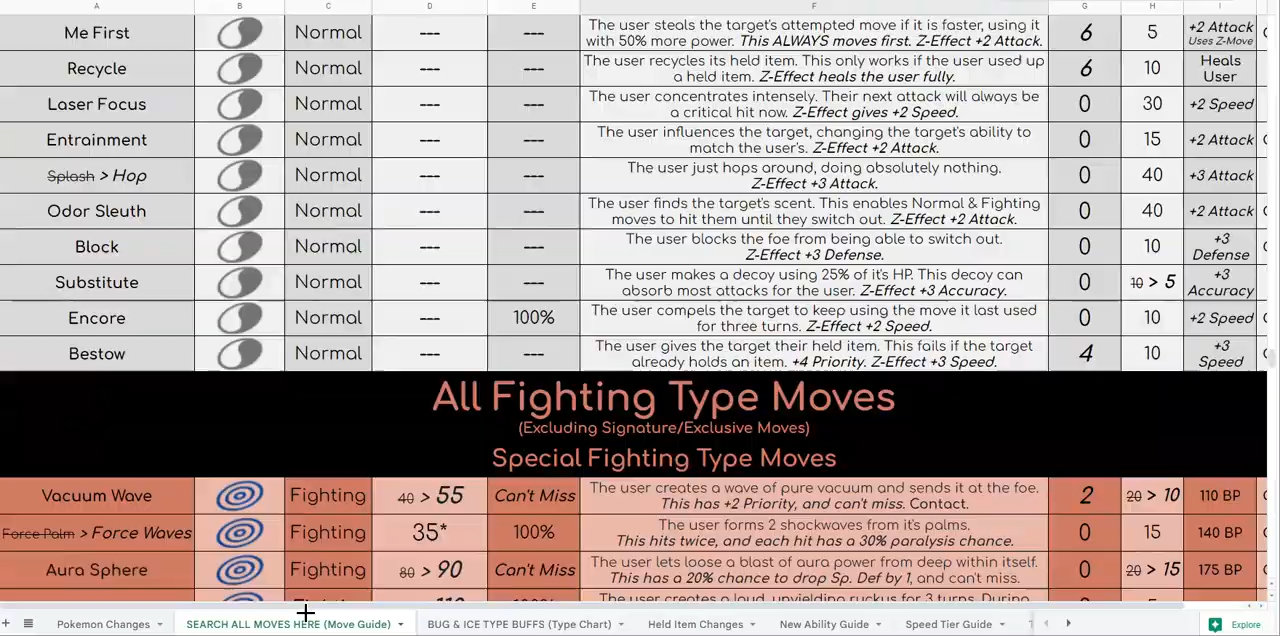 A B C D E F G H I
Me First Normal --- --- The user steals the target's attempted move if it is faster, using it 6 5 +2 Attack
with 50% more power. This ALWAYS moves first. Z-Effect +2 Attack. Uses Z-Move
Recycle Normal --- --- The user recycles its held item. This only works if the user used up 6 10 Heals
a held item. Z-Effect heals the user fully. User
Laser Focus Normal --- --- The user concentrates intensely. Their next attack will always be 0 30 +2 Speed
a critical hit now. Z-Effect gives +2 Speed.
Entrainment Normal --- --- The user influences the target, changing the target's ability to 0 15 +2 Attack
match the user's. Z-Effect +2 Attack.
Splash > Hop Normal --- --- The user just hops around, doing absolutely nothing. 0 40 +3 Attack
Z-Effect +3 Attack.
Odor Sleuth Normal --- --- The user finds the target's scent. This enables Normal & Fighting 0 40 +2 Attack
moves to hit them until they switch out. Z-Effect +2 Attack.
Block Normal --- --- The user blocks the foe from being able to switch out. 0 10 +3
Z-Effect +3 Defense. Defense
Substitute Normal --- --- The user makes a decoy using 25% of it's HP. This decoy can 0 10 > 5 +3
absorb most attacks for the user. Z-Effect +3 Accuracy. Accuracy
Encore Normal --- 100% The user compels the target to keep using the move it last used 0 10 +2 Speed
for three turns. Z-Effect +2 Speed.
Bestow Normal --- --- The user gives the target their held item. This fails if the target 4 10 +3
already holds an item. +4 Priority. Z-Effect +3 Speed. Speed
All Fighting Type Moves
(Excluding Signature/Exclusive Moves)
Special Fighting Type Moves
Vacuum Wave Fighting 40 > 55 Can't Miss The user creates a wave of pure vacuum and sends it at the foe. 2 20 > 10 110 BP
This has +2 Priority, and can't miss. Contact.
Force Palm > Force Waves Fighting 35* 100% The user forms 2 shockwaves from it's palms. 0 15 140 BP
This hits twice, and each hit has a 30% paralysis chance.
Aura Sphere Fighting 80 > 90 Can't Miss The user lets loose a blast of aura power from deep within itself. 0 20 > 15 175 BP
This has a 20% chance to drop Sp. Def by 1, and can't miss.
The user creates a loud, unyielding ruckus for 3 turns. During
+ Pokemon Changes SEARCH ALL MOVES HERE (Move Guide) BUG & ICE TYPE BUFFS (Type Chart) Held Item Changes New Ability Guide Speed Tier Guide Explore